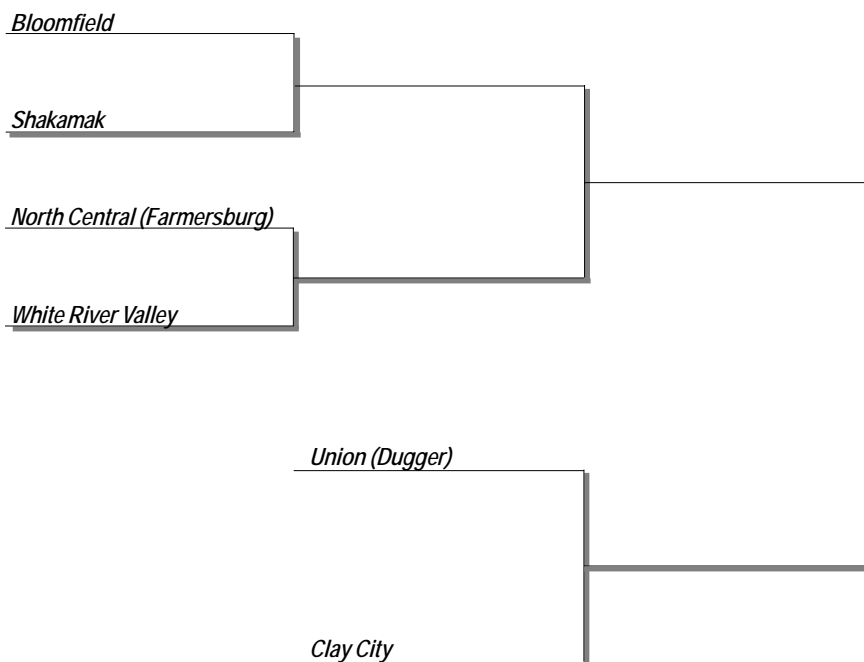 Bloomfield
Shakamak
North Central (Farmersburg)
White River Valley
Union (Dugger)
Clay City